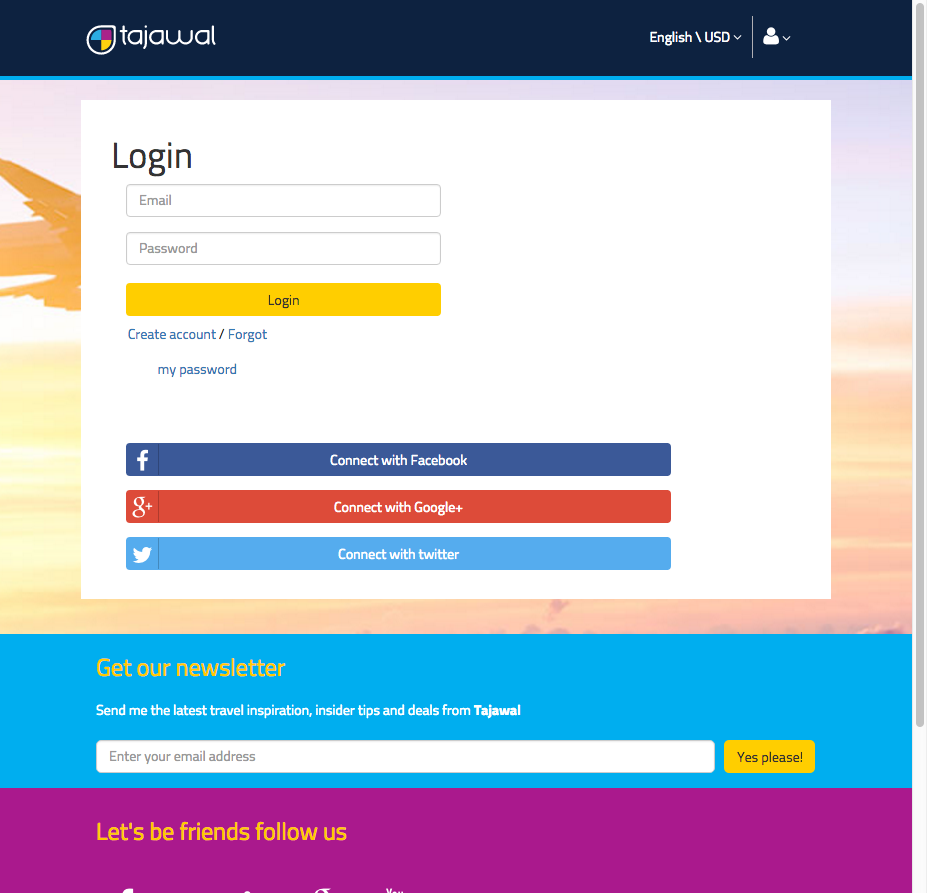 tajawal
English \ USD
Login
Email
Password
Login
Create account / Forgot
my password
Connect with Facebook
g+ Connect with Google+
Connect with twitter
Get our newsletter
Send me the latest travel inspiration, insider tips and deals from Tajawal
Enter your email address
Yes please!
Let's be friends follow us